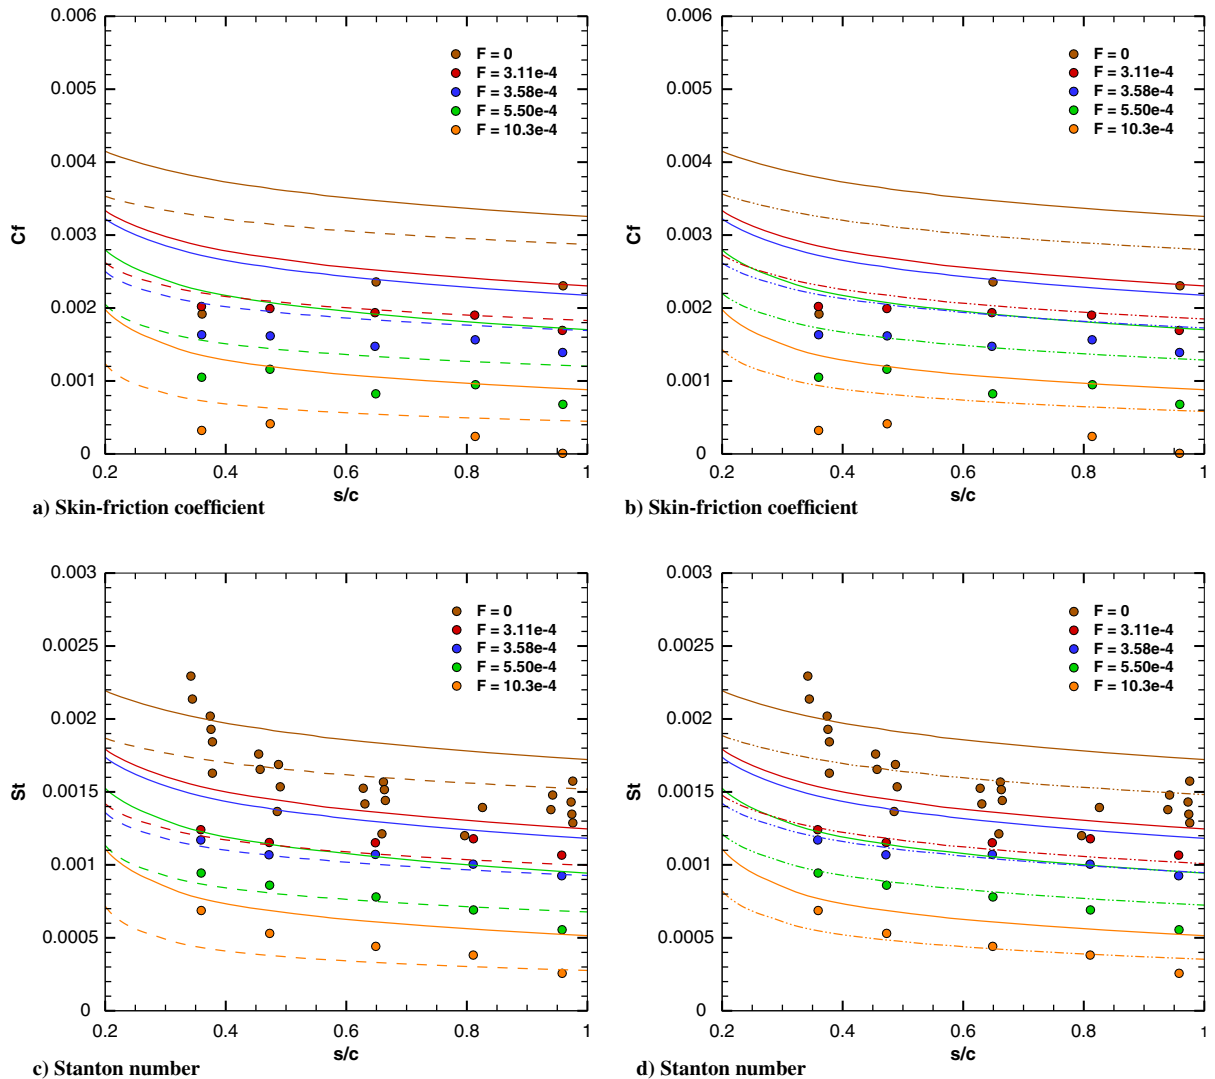 0.006
0.005
0.004
0.003
0.002
0.001
0
Cf
F = 0
F = 3.11e-4
F = 3.58e-4
F = 5.50e-4
F = 10.3e-4
0.2 0.4 0.6 0.8 1
s/c
a) Skin-friction coefficient
0.006
0.005
0.004
0.003
0.002
0.001
0
Cf
F = 0
F = 3.11e-4
F = 3.58e-4
F = 5.50e-4
F = 10.3e-4
0.2 0.4 0.6 0.8 1
s/c
b) Skin-friction coefficient
0.003
0.0025
0.002
0.0015
0.001
0.0005
0
St
F = 0
F = 3.11e-4
F = 3.58e-4
F = 5.50e-4
F = 10.3e-4
0.2 0.4 0.6 0.8 1
s/c
c) Stanton number
0.003
0.0025
0.002
0.0015
0.001
0.0005
0
St
F = 0
F = 3.11e-4
F = 3.58e-4
F = 5.50e-4
F = 10.3e-4
0.2 0.4 0.6 0.8 1
s/c
d) Stanton number